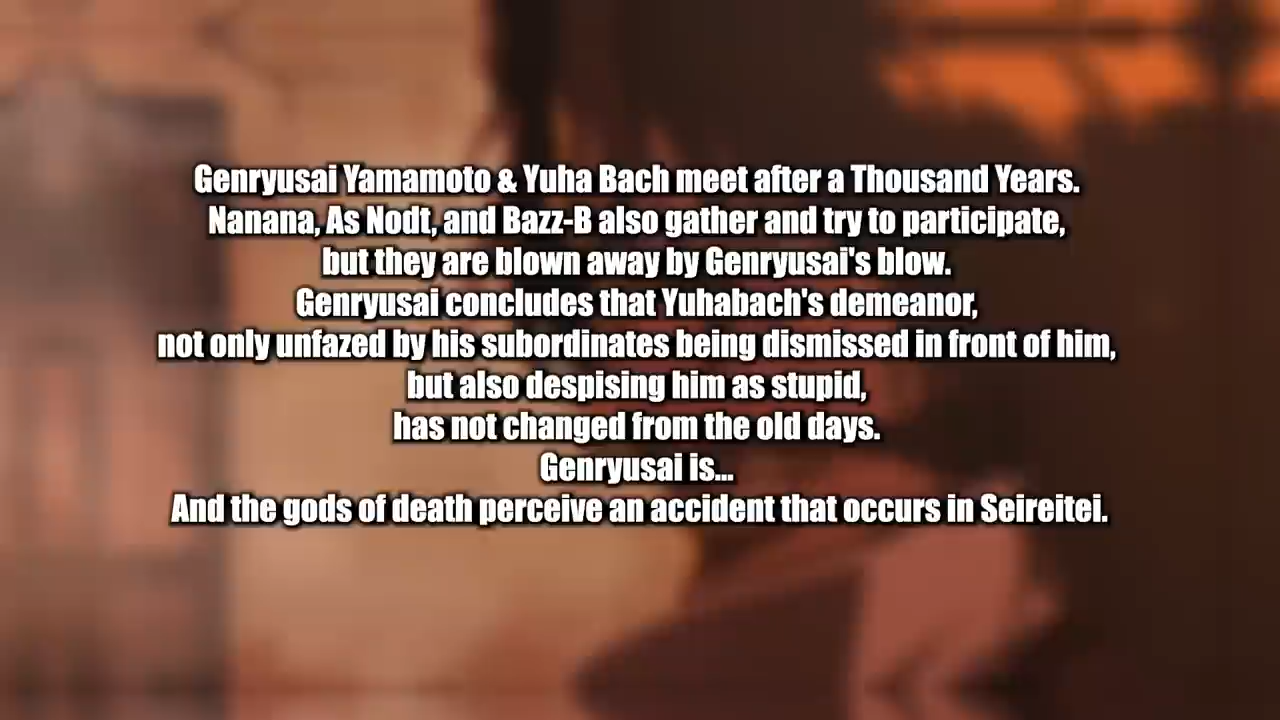 Genryusai Yamamoto & Yuha Bach meet after a Thousand Years.
Nanana, As Nodt, and Bazz-B also gather and try to participate,
but they are blown away by Genryusai's blow.
Genryusai concludes that Yuhabach's demeanor,
not only unfazed by his subordinates being dismissed in front of him,
but also despising him as stupid,
has not changed from the old days.
Genryusai is...
And the gods of death perceive an accident that occurs in Seireitei.